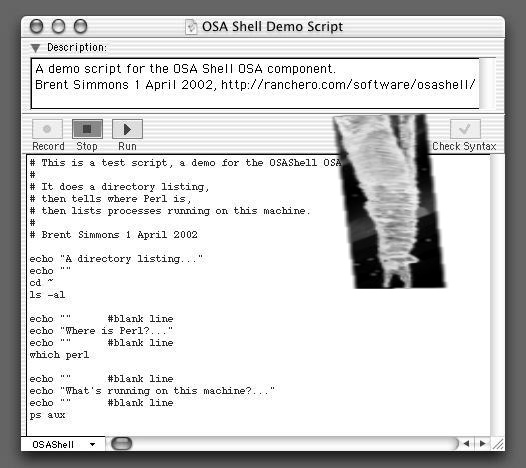 OSA Shell Demo Script
Description:
A demo script for the OSA Shell OSA component.
Brent Simmons 1 April 2002, http://ranchero.com/software/osashell/
Record Stop Run Check Syntax
# This is a test script, a demo for the OSAShell OSA
#
# It does a directory listing,
# then tells where Perl is,
# then lists processes running on this machine.
#
# Brent Simmons 1 April 2002
echo "A directory listing..."
echo ""
cd ~
ls -al
echo "" #blank line
echo "Where is Perl?..."
echo "" #blank line
which perl
echo "" #blank line
echo "What's running on this machine?..."
echo "" #blank line
ps aux
OSAShell